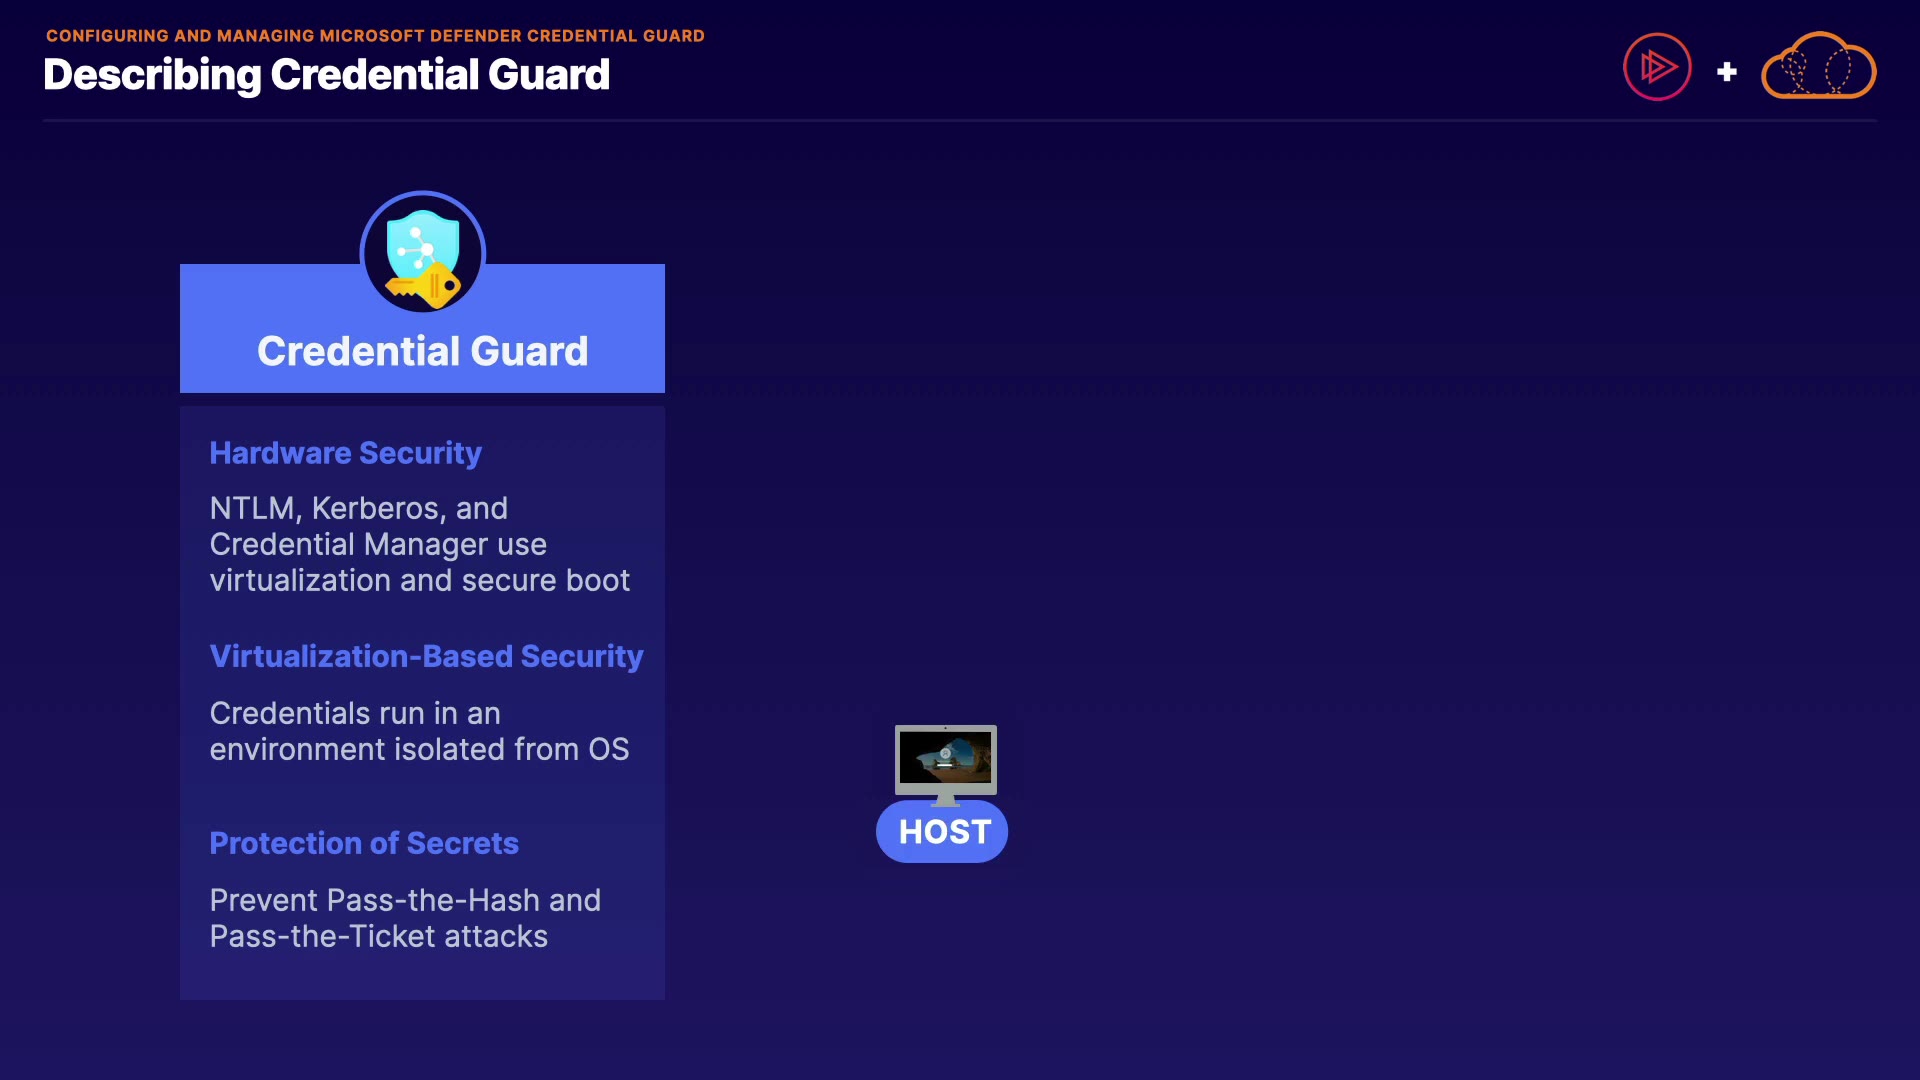 CONFIGURING AND MANAGING MICROSOFT DEFENDER CREDENTIAL GUARD
Describing Credential Guard
+
Credential Guard
Hardware Security
NTLM, Kerberos, and
Credential Manager use
virtualization and secure boot
Virtualization-Based Security
Credentials run in an
environment isolated from OS
Protection of Secrets
Prevent Pass-the-Hash and
Pass-the-Ticket attacks
HOST